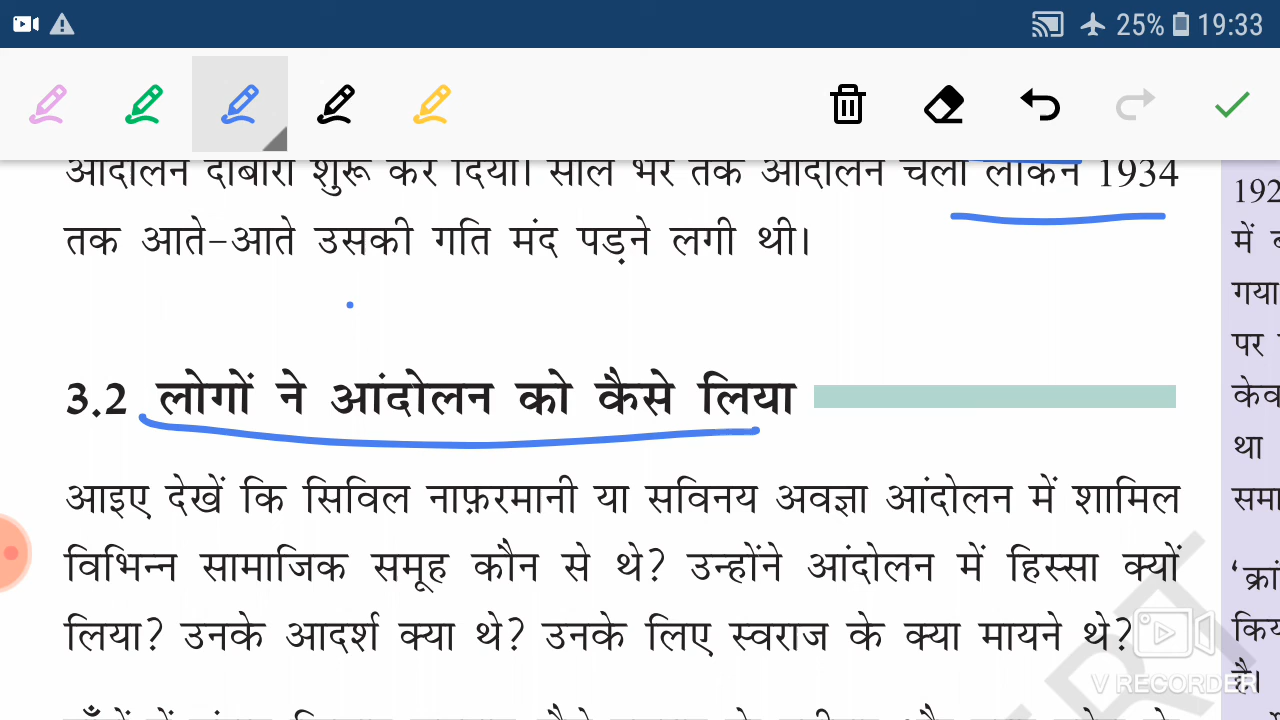 25% 19:33
आंदोलन दोबारा शुरू कर दिया। साल भर तक आंदोलन चला लेकिन 1934
तक आते-आते उसकी गति मंद पड़ने लगी थी।
3.2 लोगों ने आंदोलन को कैसे लिया
आइए देखें कि सिविल नाफ़रमानी या सविनय अवज्ञा आंदोलन में शामिल
विभिन्न सामाजिक समूह कौन से थे? उन्होंने आंदोलन में हिस्सा क्यों
लिया? उनके आदर्श क्या थे? उनके लिए स्वराज के क्या मायने थे?
192
में
गया
पर
था
है।
V RECORDER